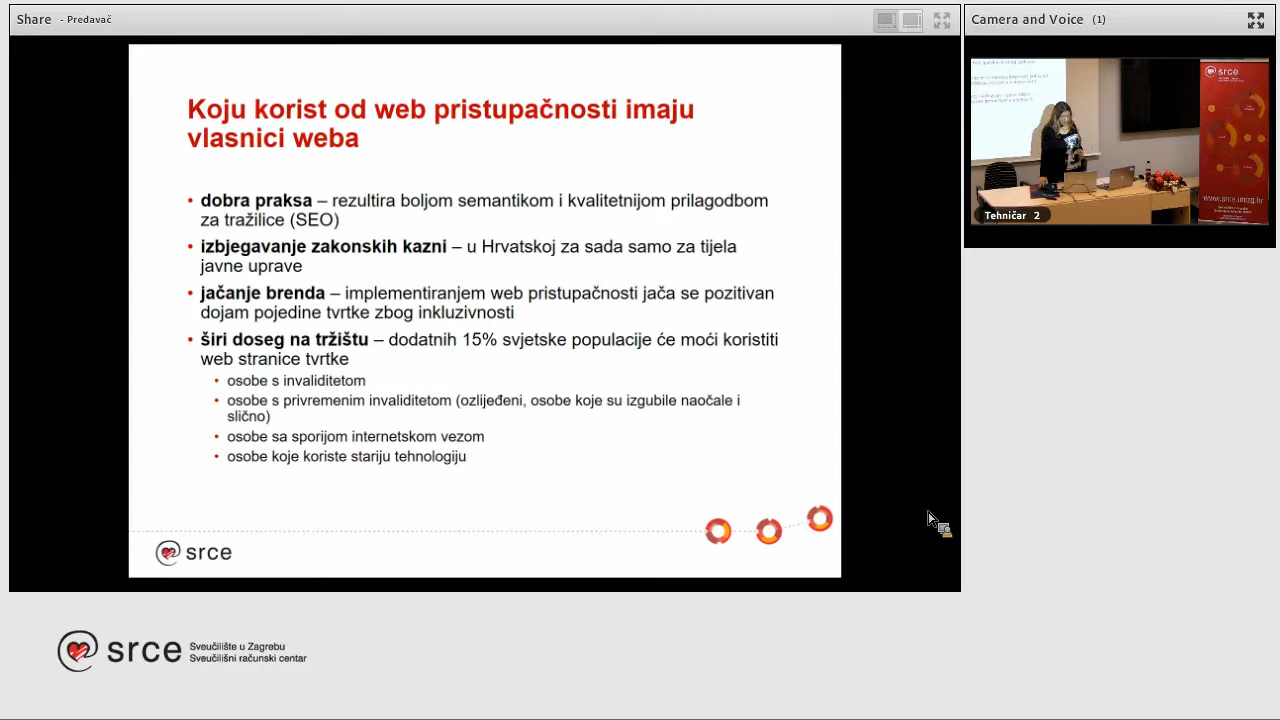 Share - Predavač
Camera and Voice (1)
Koju korist od web pristupačnosti imaju
vlasnici weba
• dobra praksa – rezultira boljom semantikom i kvalitetnijom prilagodbom
za tražilice (SEO)
• izbjegavanje zakonskih kazni – u Hrvatskoj za sada samo za tijela
javne uprave
• jačanje brenda – implementiranjem web pristupačnosti jača se pozitivan
dojam pojedine tvrtke zbog inkluzivnosti
• širi doseg na tržištu – dodatnih 15% svjetske populacije će moći koristiti
web stranice tvrtke
• osobe s invaliditetom
• osobe s privremenim invaliditetom (ozlijeđeni, osobe koje su izgubile naočale i
slično)
• osobe sa sporijom internetskom vezom
• osobe koje koriste stariju tehnologiju
srce
srce
www.srce.unizg.hr
Tehničar 2
srce
Sveučilište u Zagrebu
Sveučilišni računski centar